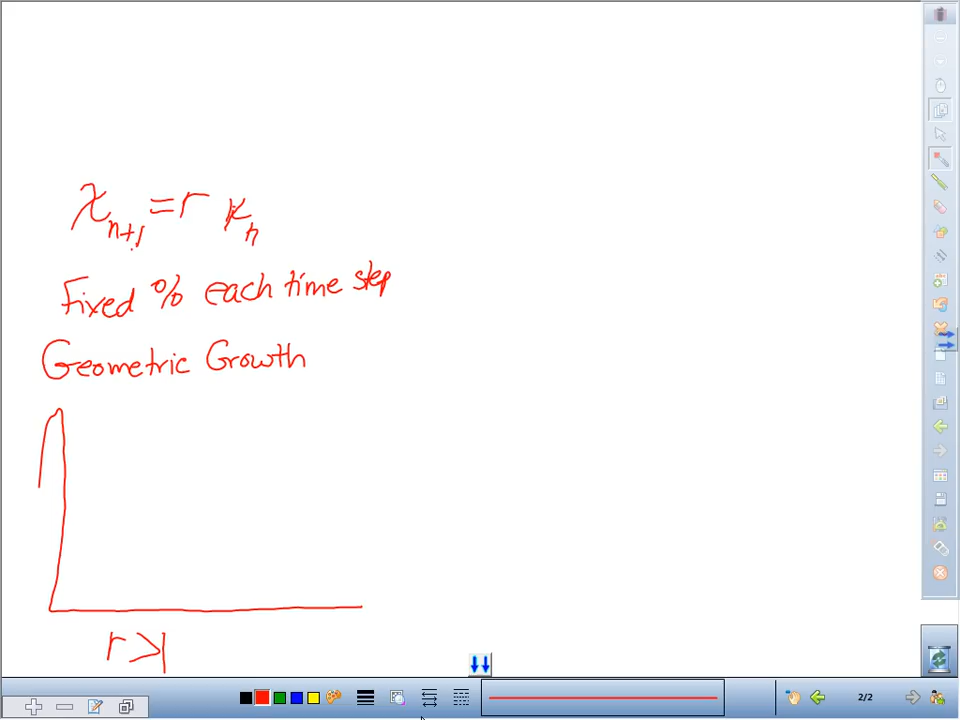 x_{n+1} = r x_n
Fixed % each time step
Geometric Growth
r > 1
2/2